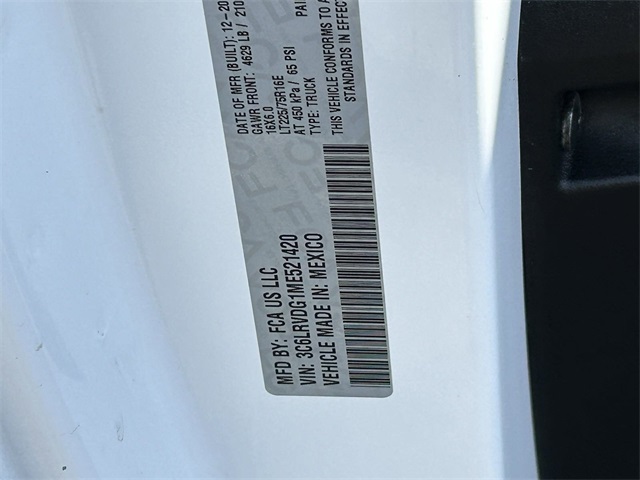 MFD BY: FCA US LLC
VIN: 3C6LRVDG1ME521420
VEHICLE MADE IN: MEXICO
DATE OF MFR (BUILT): 12-20
GAWR FRONT: 4629 LB / 210
16X6.0
LT225/75R16E
AT 450 kPa / 65 PSI
TYPE: TRUCK
PAI
THIS VEHICLE CONFORMS TO A
STANDARDS IN EFFECT